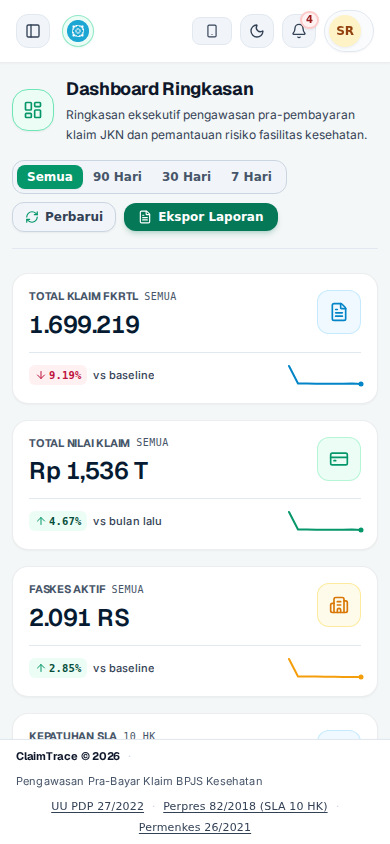 4
SR
Dashboard Ringkasan
Ringkasan eksekutif pengawasan pra-pembayaran
klaim JKN dan pemantauan risiko fasilitas kesehatan.
Semua 90 Hari 30 Hari 7 Hari
Perbarui Ekspor Laporan
TOTAL KLAIM FKRTL SEMUA
1.699.219
↓ 9.19% vs baseline
TOTAL NILAI KLAIM SEMUA
Rp 1,536 T
↑ 4.67% vs bulan lalu
FASKES AKTIF SEMUA
2.091 RS
↑ 2.85% vs baseline
KEPATUHAN SLA 10 HK
ClaimTrace © 2026 ·
Pengawasan Pra-Bayar Klaim BPJS Kesehatan
UU PDP 27/2022 · Perpres 82/2018 (SLA 10 HK) ·
Permenkes 26/2021